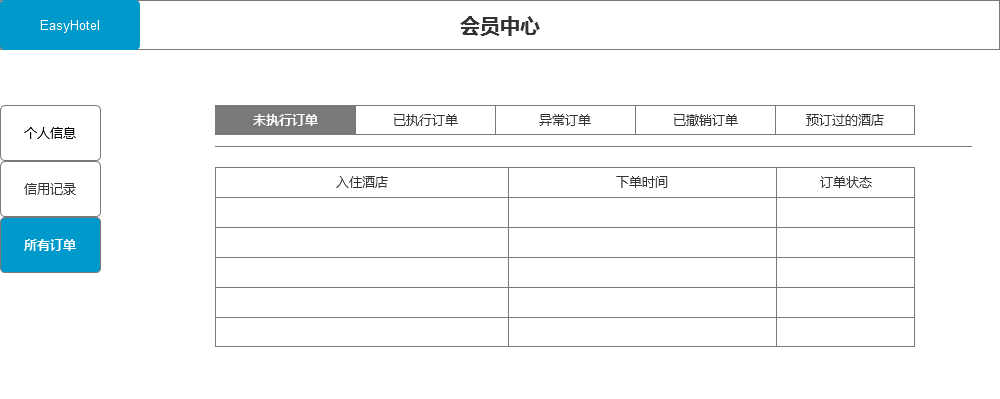 EasyHotel
会员中心
个人信息
信用记录
所有订单
未执行订单 已执行订单 异常订单 已撤销订单 预订过的酒店
入住酒店 下单时间 订单状态